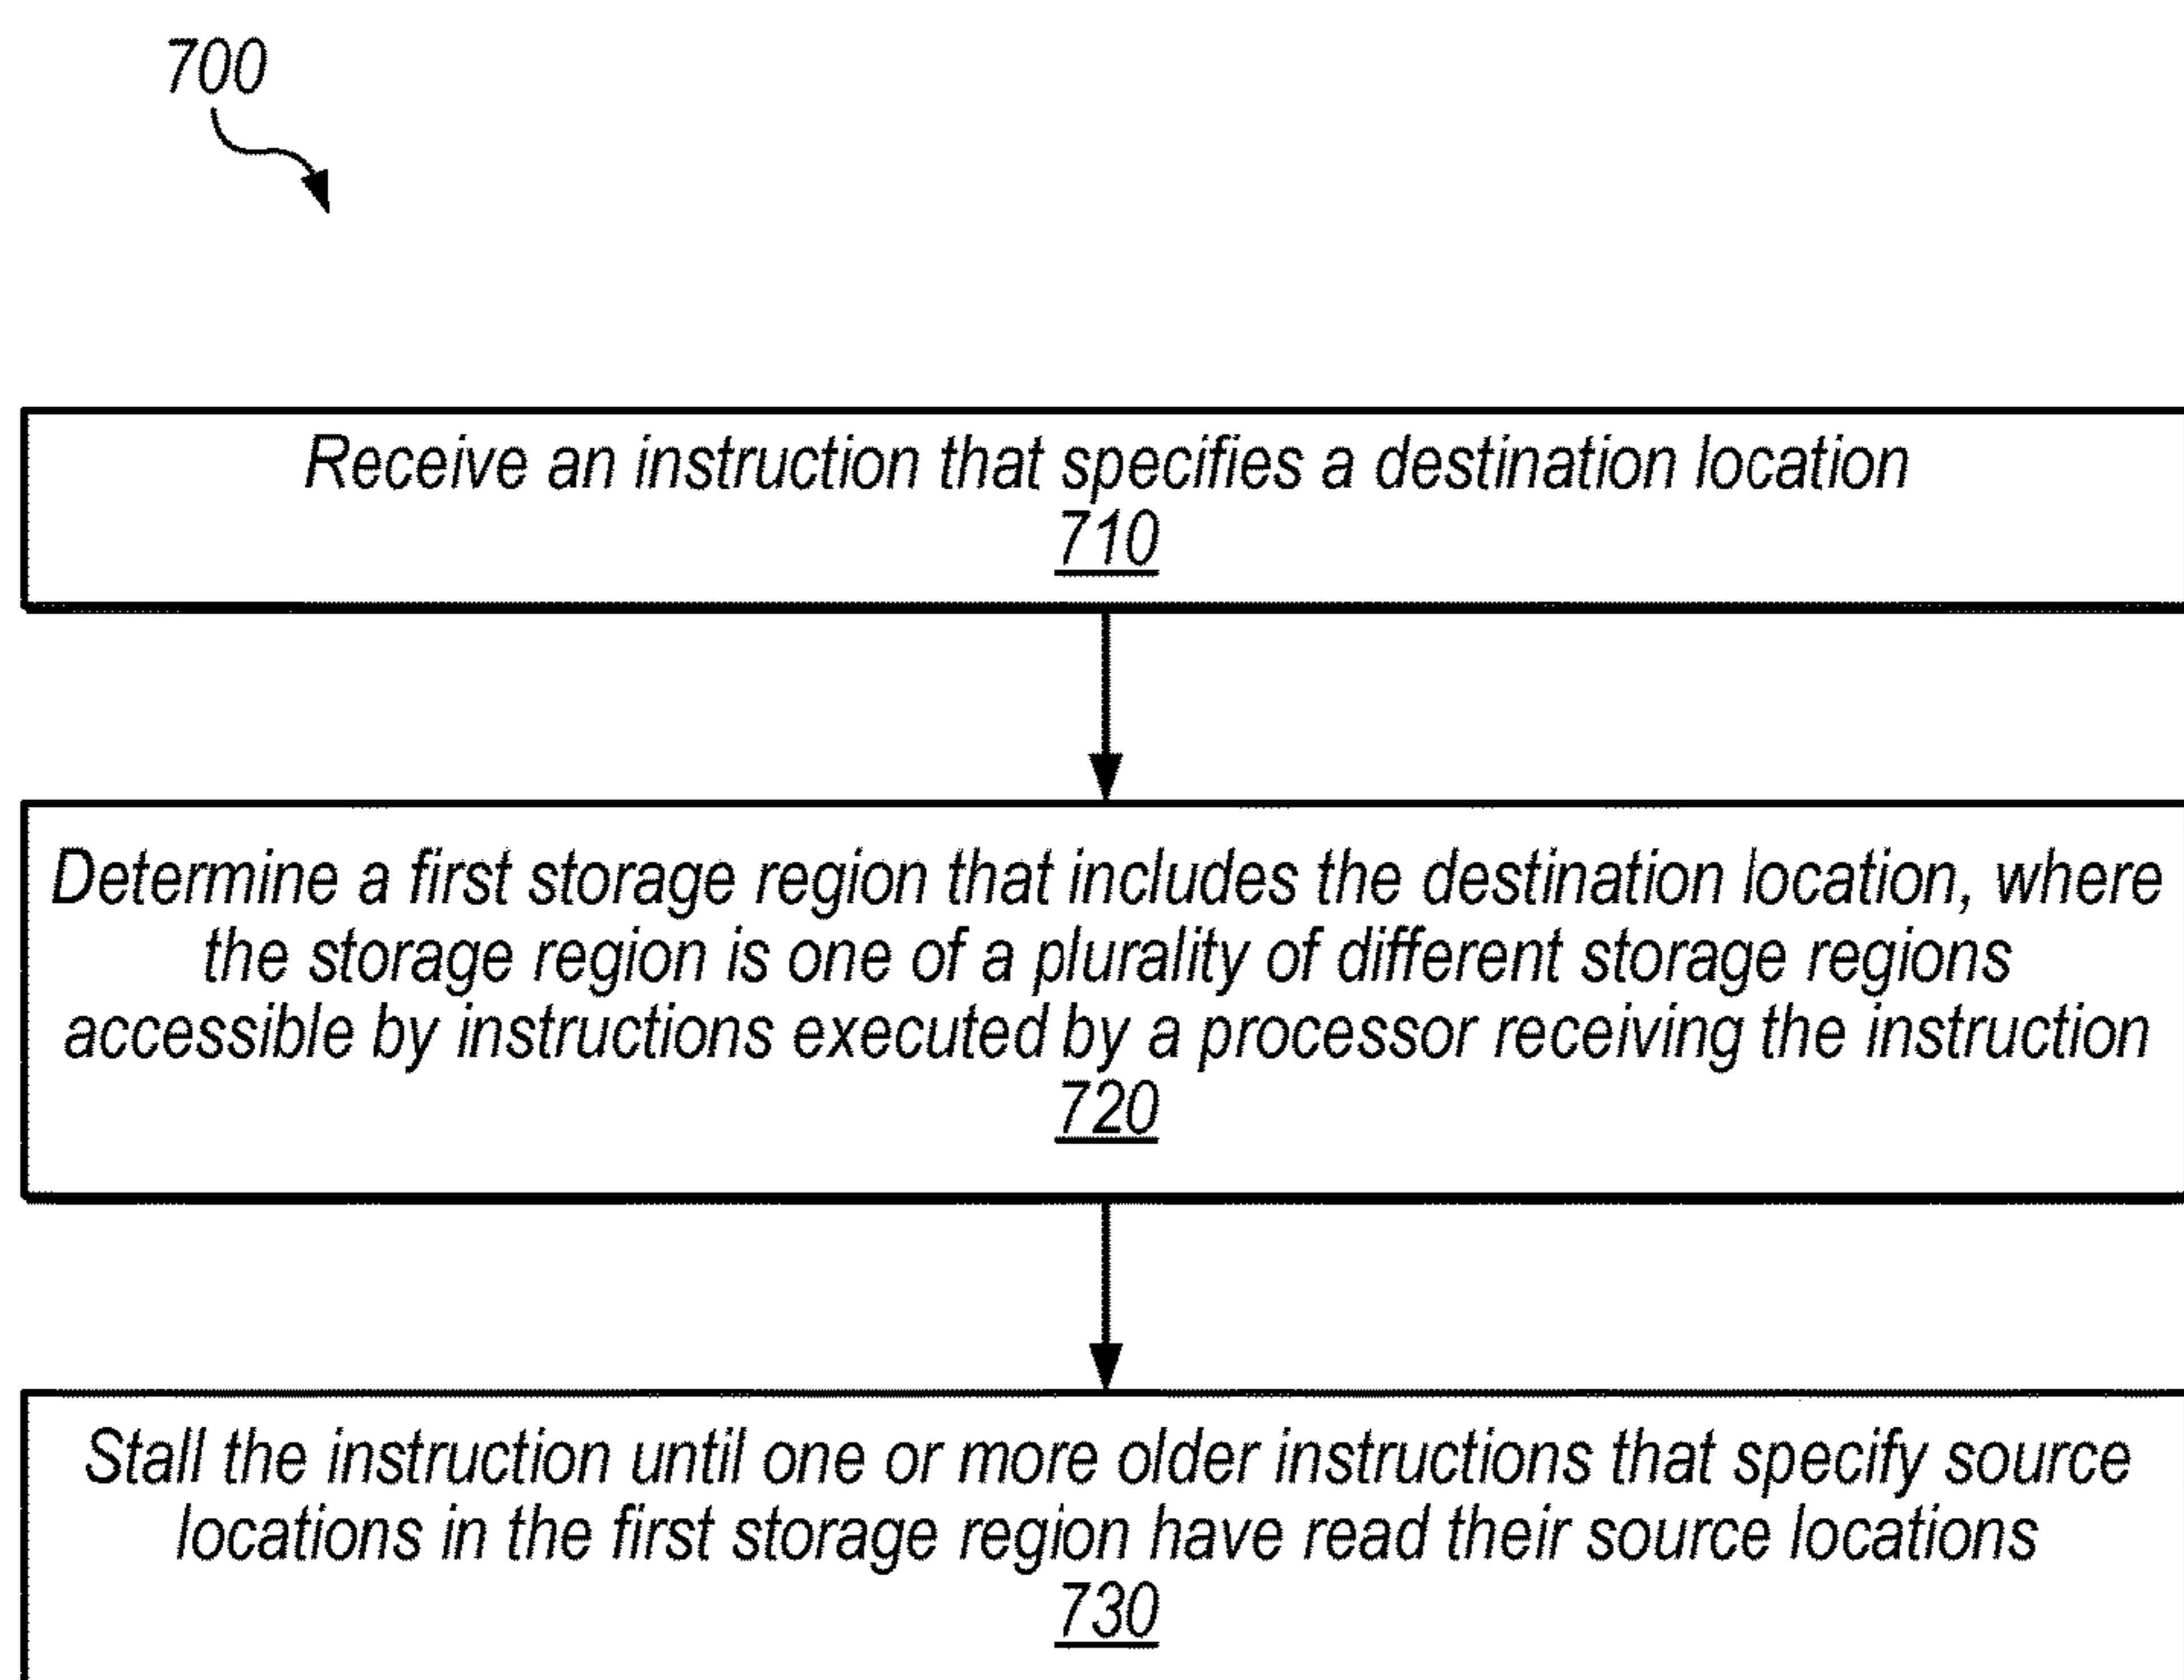 700
Receive an instruction that specifies a destination location
710
Determine a first storage region that includes the destination location, where
the storage region is one of a plurality of different storage regions
accessible by instructions executed by a processor receiving the instruction
720
Stall the instruction until one or more older instructions that specify source
locations in the first storage region have read their source locations
730